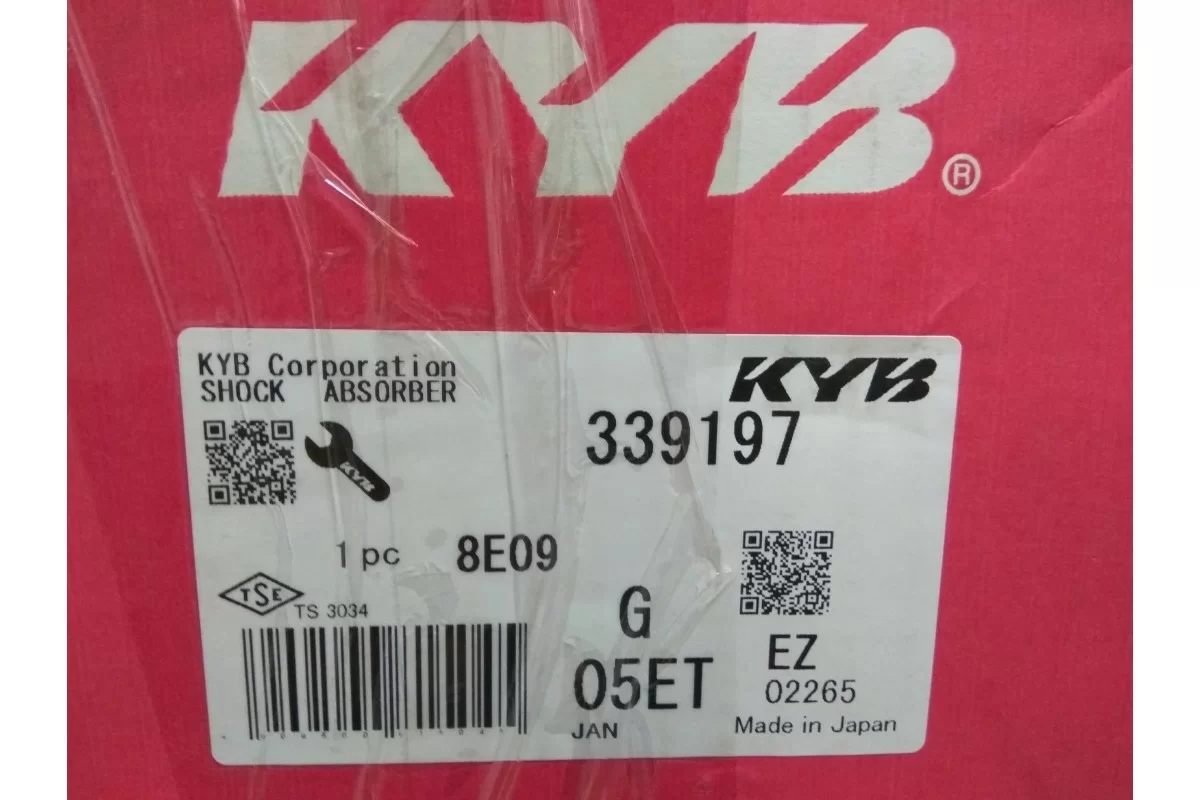 KYB®
KYB Corporation
SHOCK ABSORBER
KYB
339197
KYB
1 pc
8E09
TSE
TS 3034
G
05ET
JAN
EZ
02265
Made in Japan